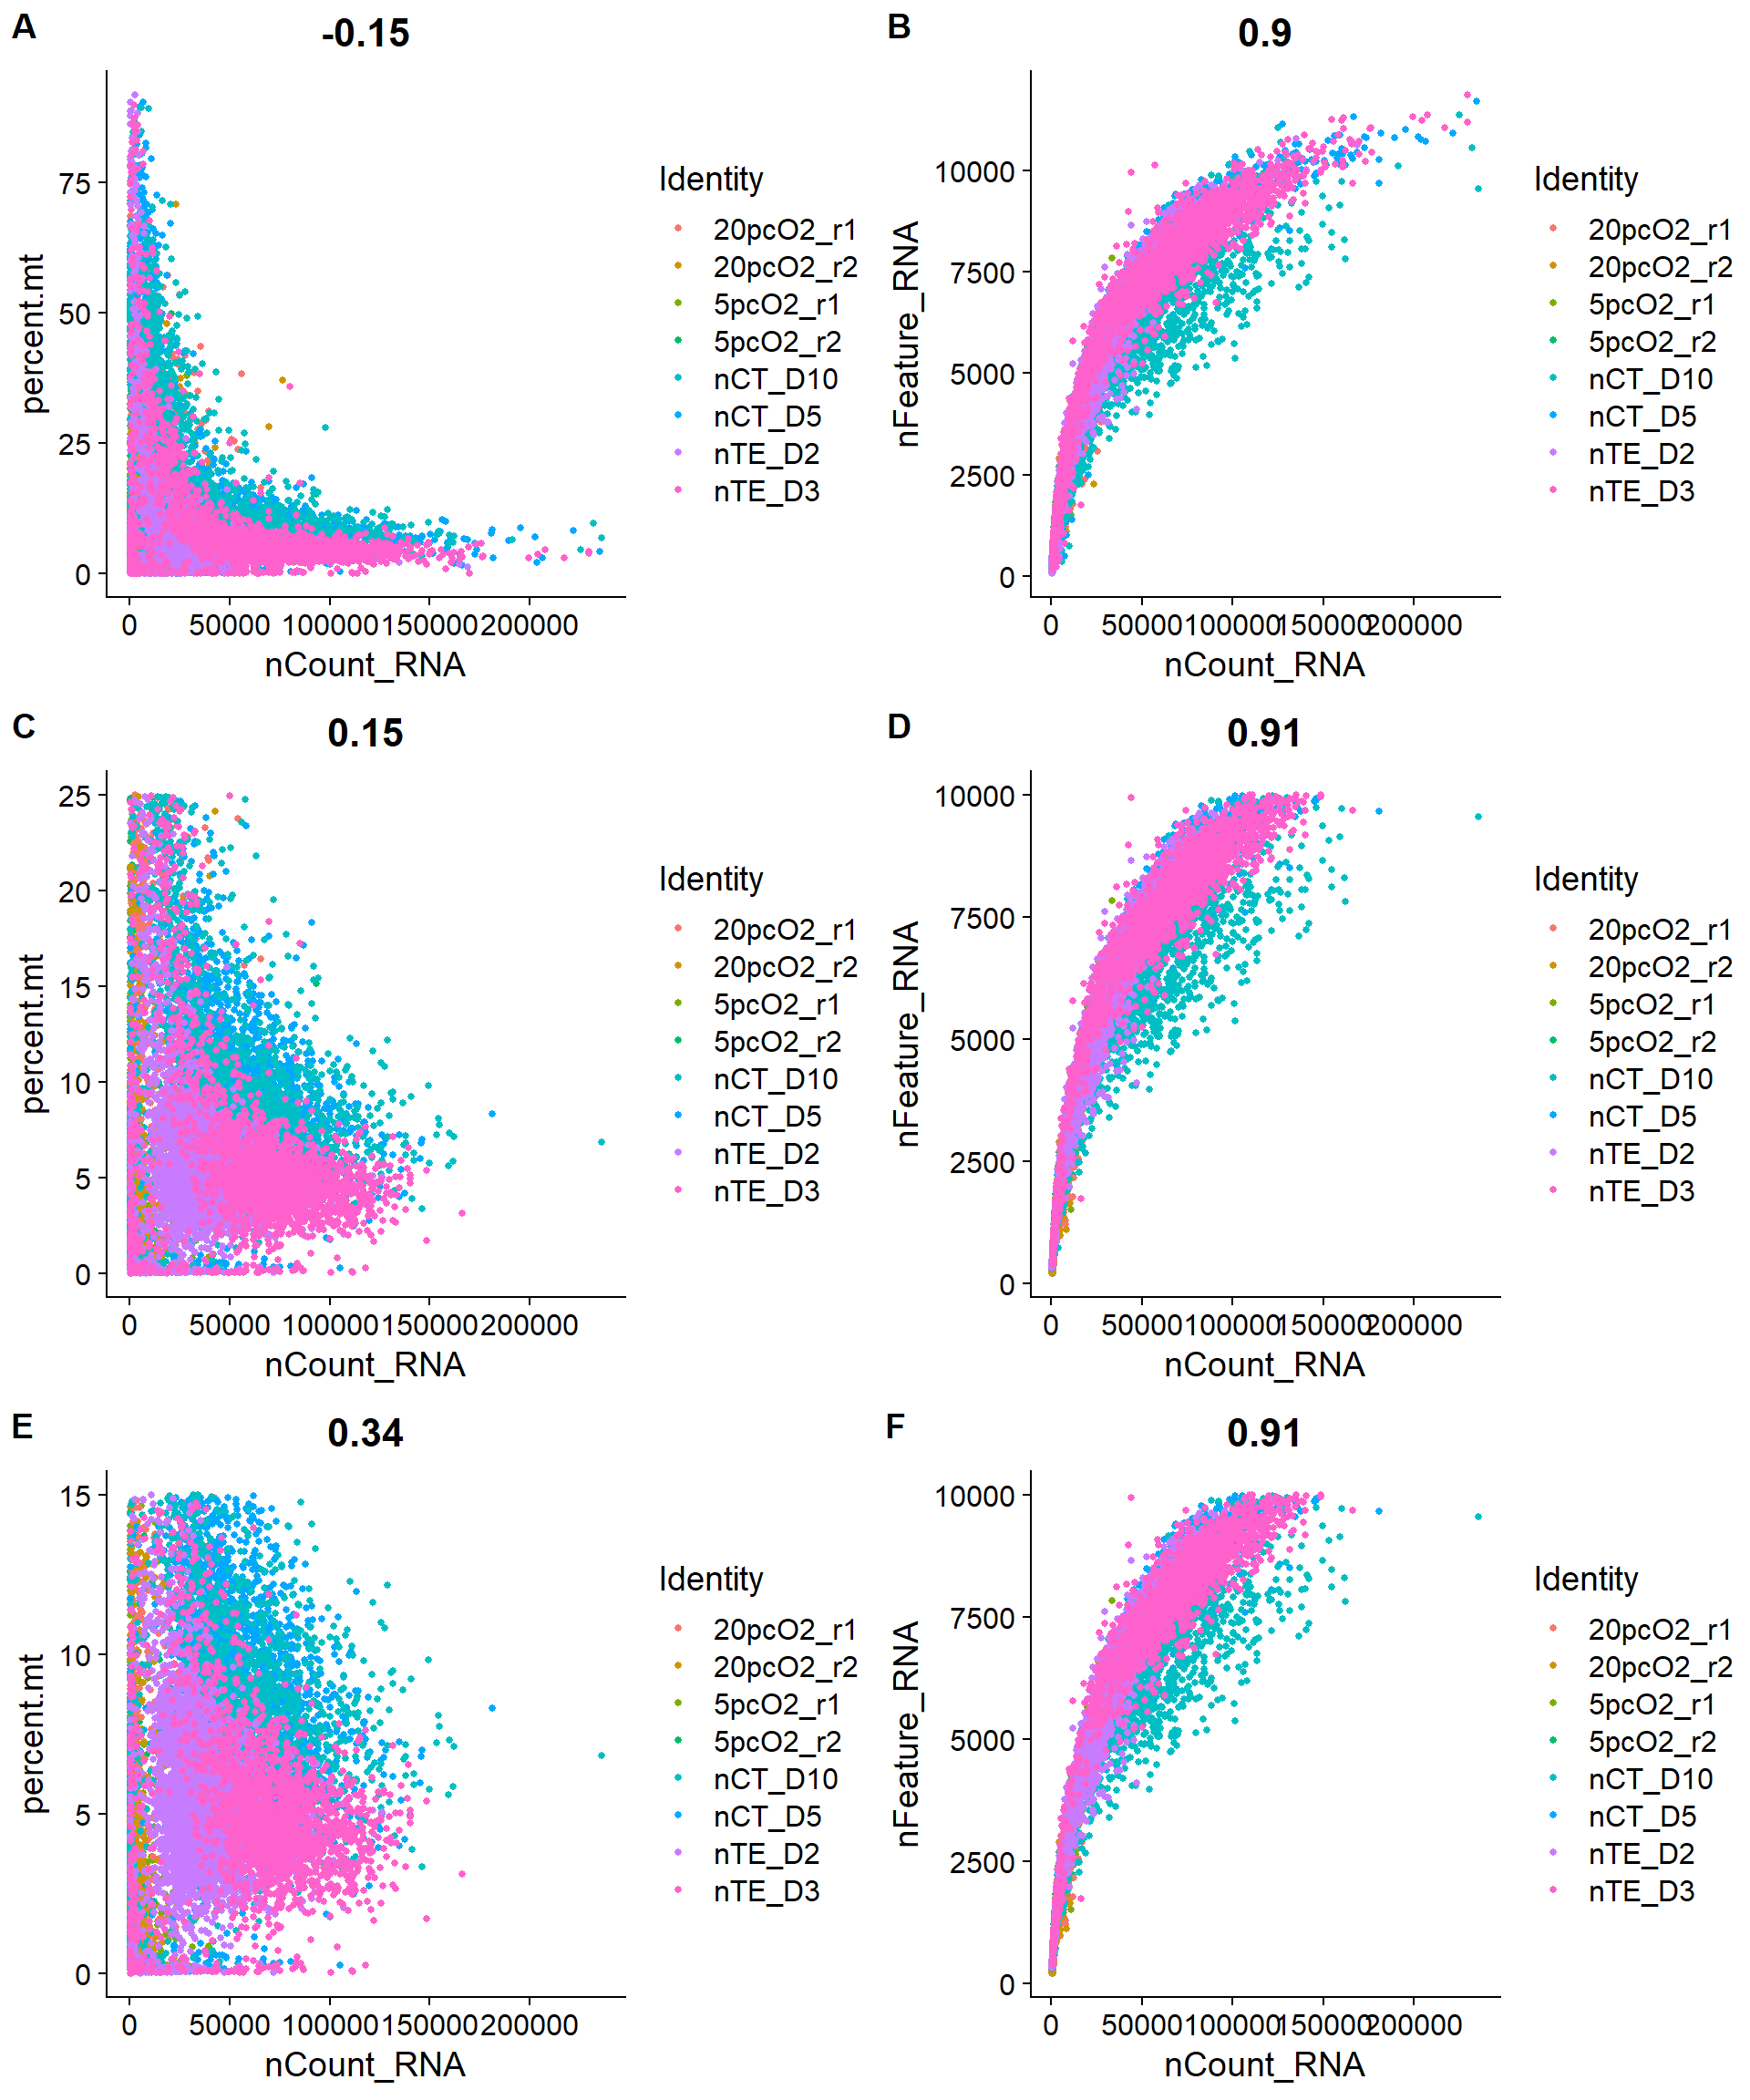 A
-0.15
percent.mt
75
50
25
0
0 50000 100000 150000 200000
nCount_RNA
Identity
20pcO2_r1
20pcO2_r2
5pcO2_r1
5pcO2_r2
nCT_D10
nCT_D5
nTE_D2
nTE_D3
B
0.9
nFeature_RNA
10000
7500
5000
2500
0
0 50000 100000 150000 200000
nCount_RNA
Identity
20pcO2_r1
20pcO2_r2
5pcO2_r1
5pcO2_r2
nCT_D10
nCT_D5
nTE_D2
nTE_D3
C
0.15
percent.mt
25
20
15
10
5
0
0 50000 100000 150000 200000
nCount_RNA
Identity
20pcO2_r1
20pcO2_r2
5pcO2_r1
5pcO2_r2
nCT_D10
nCT_D5
nTE_D2
nTE_D3
D
0.91
nFeature_RNA
10000
7500
5000
2500
0
0 50000 100000 150000 200000
nCount_RNA
Identity
20pcO2_r1
20pcO2_r2
5pcO2_r1
5pcO2_r2
nCT_D10
nCT_D5
nTE_D2
nTE_D3
E
0.34
percent.mt
15
10
5
0
0 50000 100000 150000 200000
nCount_RNA
Identity
20pcO2_r1
20pcO2_r2
5pcO2_r1
5pcO2_r2
nCT_D10
nCT_D5
nTE_D2
nTE_D3
F
0.91
nFeature_RNA
10000
7500
5000
2500
0
0 50000 100000 150000 200000
nCount_RNA
Identity
20pcO2_r1
20pcO2_r2
5pcO2_r1
5pcO2_r2
nCT_D10
nCT_D5
nTE_D2
nTE_D3